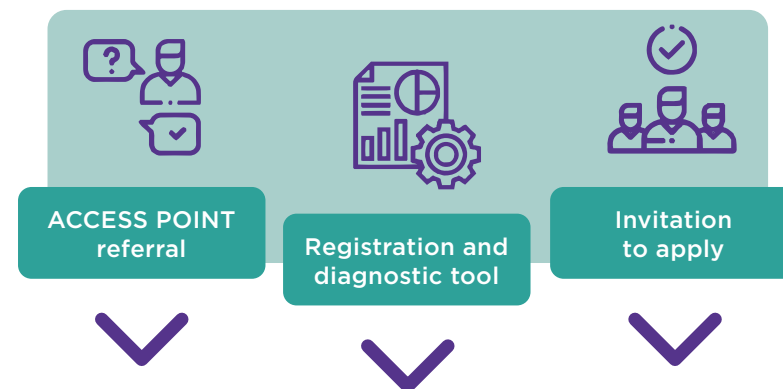 ?
ACCESS POINT
referral
Registration and
diagnostic tool
Invitation
to apply